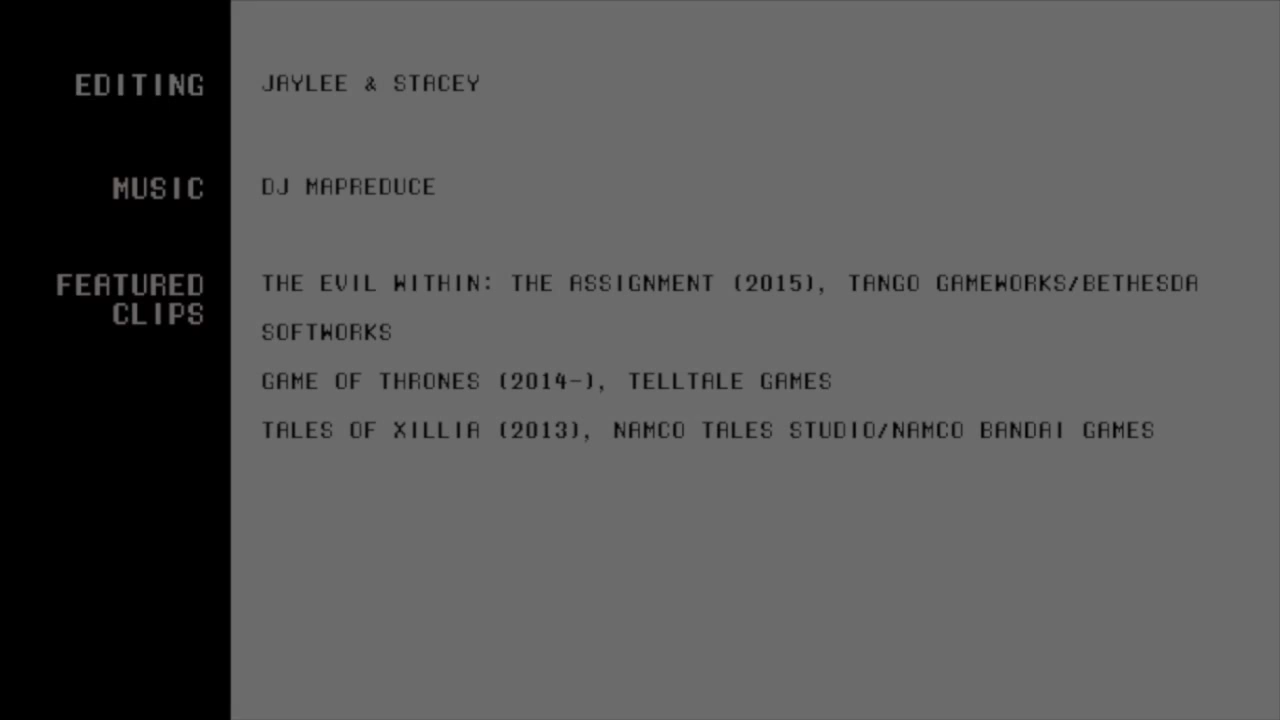 EDITING JAYLEE & STACEY
MUSIC DJ MAPREDUCE
FEATURED CLIPS
THE EVIL WITHIN: THE ASSIGNMENT (2015), TANGO GAMEWORKS/BETHESDA
SOFTWORKS
GAME OF THRONES (2014-), TELLTALE GAMES
TALES OF XILLIA (2013), NAMCO TALES STUDIO/NAMCO BANDAI GAMES